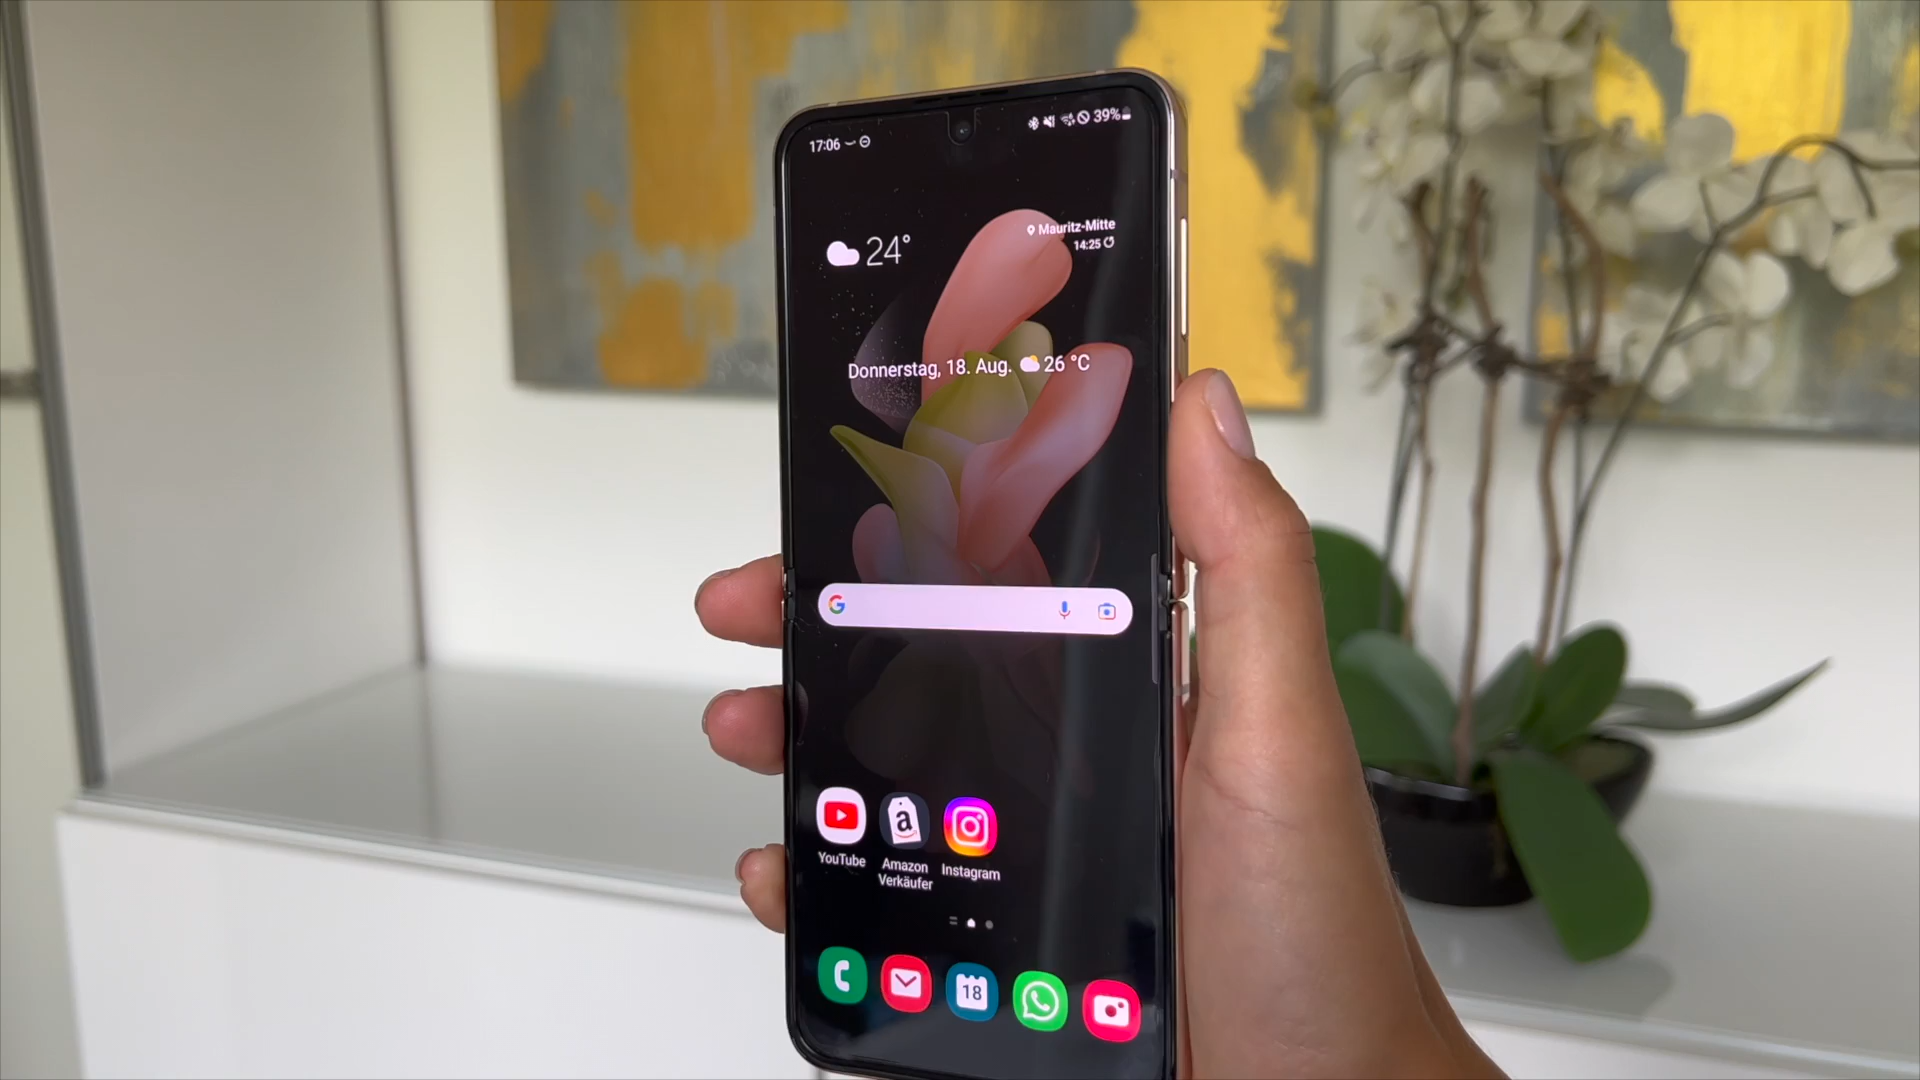 17:06
39%
24°
Mauritz-Mitte
14:25
Donnerstag, 18. Aug. 26 °C
G
a
YouTube
Amazon
Verkäufer
Instagram
18